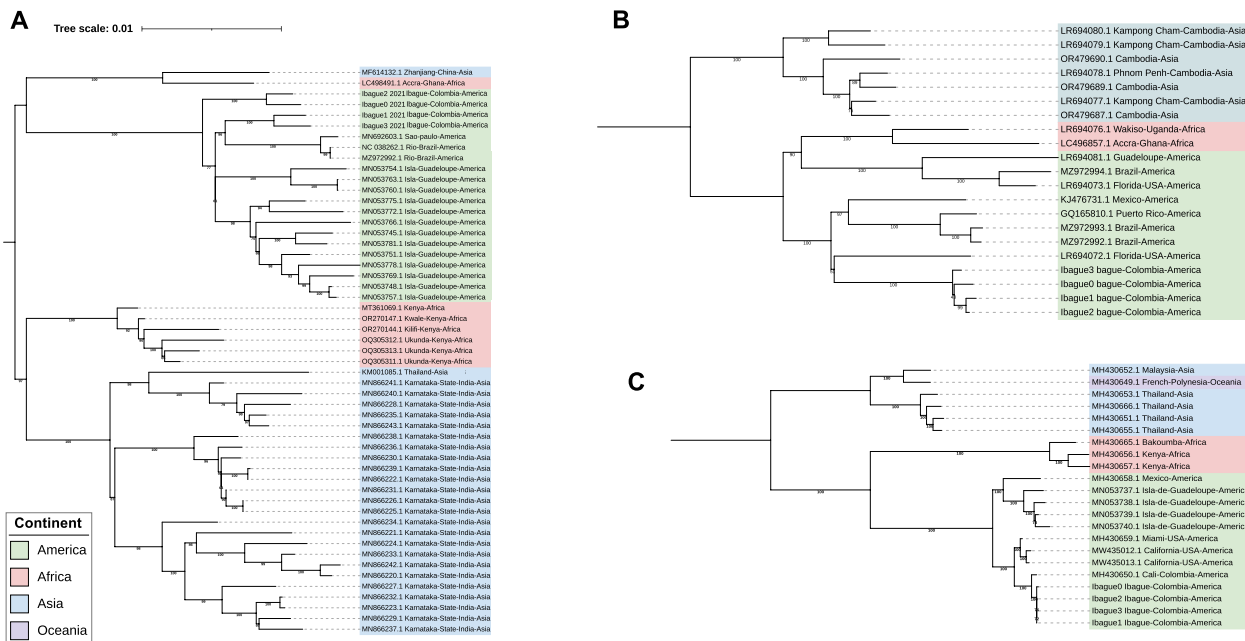 A
Tree scale: 0.01
MF614132.1 Zhanjiang-China-Asia
LC498491.1 Accra-Ghana-Africa
Ibague2 2021 Ibague-Colombia-America
Ibague0 2021 Ibague-Colombia-America
Ibague1 2021 Ibague-Colombia-America
Ibague3 2021 Ibague-Colombia-America
MN692603.1 Sao-paulo-America
NC 038262.1 Rio-Brazil-America
MZ972992.1 Rio-Brazil-America
MN053754.1 Isla-Guadeloupe-America
MN053763.1 Isla-Guadeloupe-America
MN053760.1 Isla-Guadeloupe-America
MN053775.1 Isla-Guadeloupe-America
MN053772.1 Isla-Guadeloupe-America
MN053766.1 Isla-Guadeloupe-America
MN053745.1 Isla-Guadeloupe-America
MN053781.1 Isla-Guadeloupe-America
MN053751.1 Isla-Guadeloupe-America
MN053778.1 Isla-Guadeloupe-America
MN053769.1 Isla-Guadeloupe-America
MN053748.1 Isla-Guadeloupe-America
MN053757.1 Isla-Guadeloupe-America
MT361069.1 Kenya-Africa
OR270147.1 Kwale-Kenya-Africa
OR270144.1 Kilifi-Kenya-Africa
OQ305312.1 Ukunda-Kenya-Africa
OQ305313.1 Ukunda-Kenya-Africa
OQ305311.1 Ukunda-Kenya-Africa
KM001085.1 Thailand-Asia
MN866241.1 Karnataka-State-India-Asia
MN866240.1 Karnataka-State-India-Asia
MN866228.1 Karnataka-State-India-Asia
MN866235.1 Karnataka-State-India-Asia
MN866243.1 Karnataka-State-India-Asia
MN866238.1 Karnataka-State-India-Asia
MN866236.1 Karnataka-State-India-Asia
MN866230.1 Karnataka-State-India-Asia
MN866239.1 Karnataka-State-India-Asia
MN866222.1 Karnataka-State-India-Asia
MN866231.1 Karnataka-State-India-Asia
MN866226.1 Karnataka-State-India-Asia
MN866225.1 Karnataka-State-India-Asia
MN866234.1 Karnataka-State-India-Asia
MN866221.1 Karnataka-State-India-Asia
MN866224.1 Karnataka-State-India-Asia
MN866233.1 Karnataka-State-India-Asia
MN866242.1 Karnataka-State-India-Asia
MN866220.1 Karnataka-State-India-Asia
MN866227.1 Karnataka-State-India-Asia
MN866232.1 Karnataka-State-India-Asia
MN866223.1 Karnataka-State-India-Asia
MN866229.1 Karnataka-State-India-Asia
MN866237.1 Karnataka-State-India-Asia
Continent
America
Africa
Asia
Oceania
B
LR694080.1 Kampong Cham-Cambodia-Asia
LR694079.1 Kampong Cham-Cambodia-Asia
OR479690.1 Cambodia-Asia
LR694078.1 Phnom Penh-Cambodia-Asia
OR479689.1 Cambodia-Asia
LR694077.1 Kampong Cham-Cambodia-Asia
OR479687.1 Cambodia-Asia
LR694076.1 Wakiso-Uganda-Africa
LC496857.1 Accra-Ghana-Africa
LR694081.1 Guadeloupe-America
MZ972994.1 Brazil-America
LR694073.1 Florida-USA-America
KJ476731.1 Mexico-America
GQ165810.1 Puerto Rico-America
MZ972993.1 Brazil-America
MZ972992.1 Brazil-America
LR694072.1 Florida-USA-America
Ibague3 bague-Colombia-America
Ibague0 bague-Colombia-America
Ibague1 bague-Colombia-America
Ibague2 bague-Colombia-America
C
MH430652.1 Malaysia-Asia
MH430649.1 French-Polynesia-Oceania
MH430653.1 Thailand-Asia
MH430666.1 Thailand-Asia
MH430651.1 Thailand-Asia
MH430655.1 Thailand-Asia
MH430665.1 Bakoumba-Africa
MH430656.1 Kenya-Africa
MH430657.1 Kenya-Africa
MH430658.1 Mexico-America
MN053737.1 Isla-de-Guadeloupe-Americ
MN053738.1 Isla-de-Guadeloupe-Americ
MN053739.1 Isla-de-Guadeloupe-Americ
MN053740.1 Isla-de-Guadeloupe-Americ
MH430659.1 Miami-USA-America
MW435012.1 California-USA-America
MW435013.1 California-USA-America
MH430650.1 Cali-Colombia-America
Ibague0 Ibague-Colombia-America
Ibague2 Ibague-Colombia-America
Ibague3 Ibague-Colombia-America
Ibague1 Ibague-Colombia-America